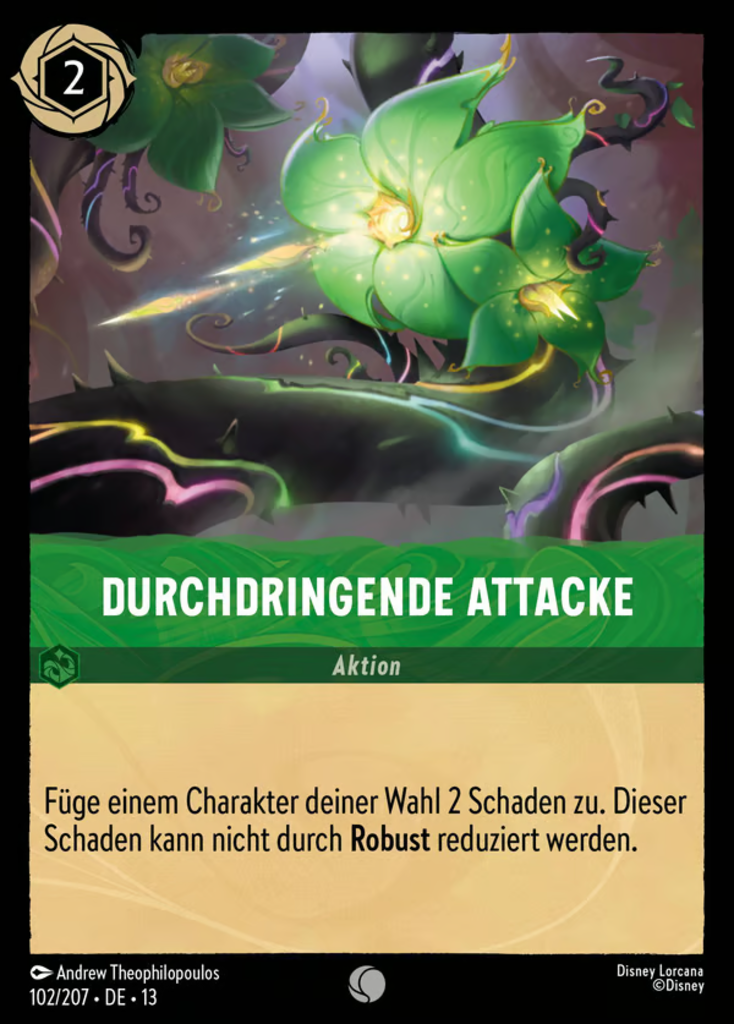 2
DURCHDRINGENDE ATTACKE
Aktion
Füge einem Charakter deiner Wahl 2 Schaden zu. Dieser
Schaden kann nicht durch Robust reduziert werden.
Andrew Theophilopoulos
102/207 • DE • 13
Disney Lorcana
©Disney